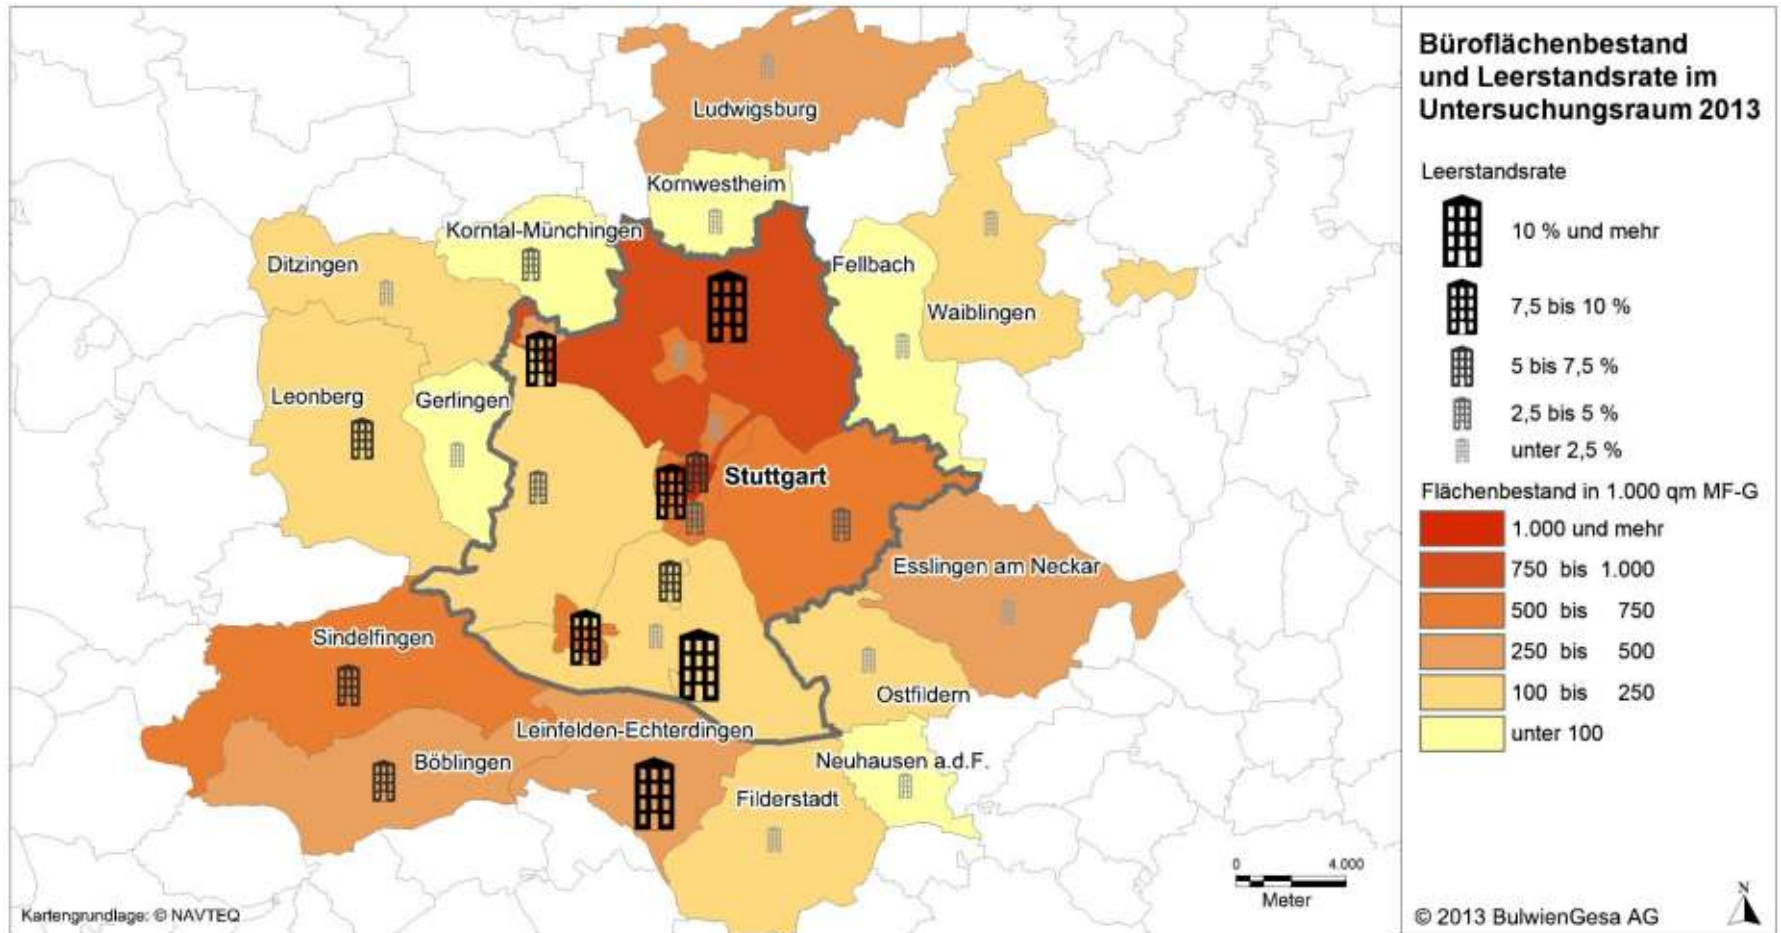 Büroflächenbestand
und Leerstandsrate im
Untersuchungsraum 2013
Leerstandsrate
10 % und mehr
7,5 bis 10 %
5 bis 7,5 %
2,5 bis 5 %
unter 2,5 %
Flächenbestand in 1.000 qm MF-G
1.000 und mehr
750 bis 1.000
500 bis 750
250 bis 500
100 bis 250
unter 100
© 2013 BulwienGesa AG
N
Ludwigsburg
Kornwestheim
Korntal-Münchingen
Ditzingen
Fellbach
Waiblingen
Leonberg
Gerlingen
Stuttgart
Esslingen am Neckar
Sindelfingen
Ostfildern
Leinfelden-Echterdingen
Böblingen
Neuhausen a.d.F.
Filderstadt
0 4.000
Meter
Kartengrundlage: © NAVTEQ